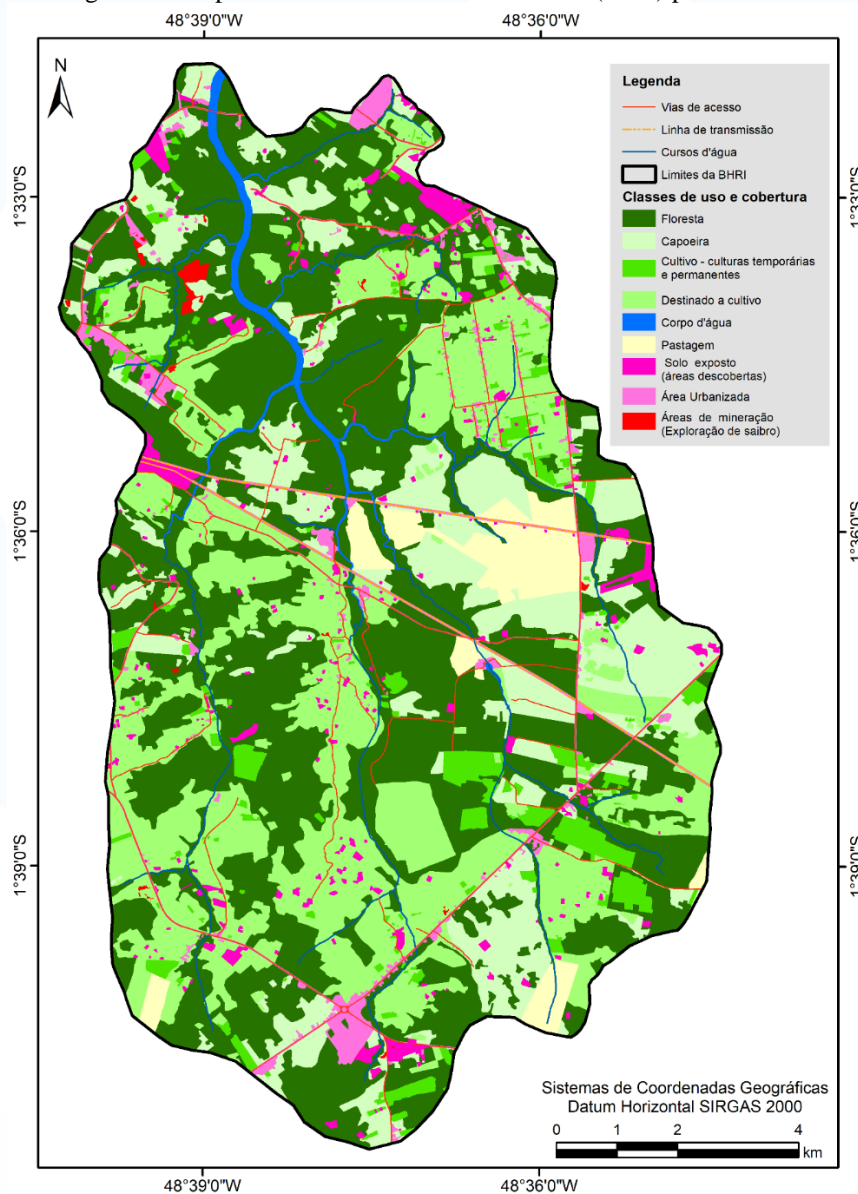 48°39'0"W 48°36'0"W
N
Legenda
Vias de acesso
Linha de transmissão
Cursos d'água
Limites da BHRI
Classes de uso e cobertura
Floresta
Capoeira
Cultivo - culturas temporárias
e permanentes
Destinado a cultivo
Corpo d'água
Pastagem
Solo exposto
(áreas descobertas)
Área Urbanizada
Áreas de mineração
(Exploração de saibro)
1°33'0"S 1°33'0"S
1°36'0"S 1°36'0"S
1°39'0"S 1°39'0"S
Sistemas de Coordenadas Geográficas
Datum Horizontal SIRGAS 2000
0 1 2 4
km
48°39'0"W 48°36'0"W